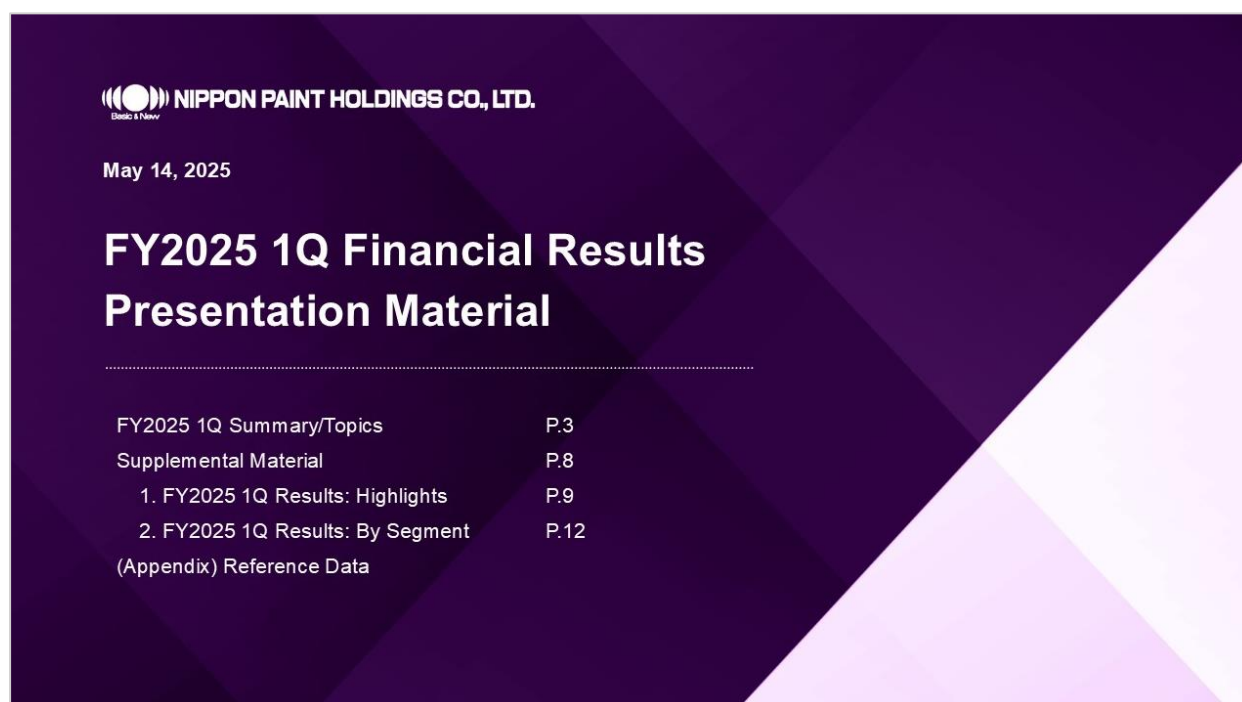 NIPPON PAINT HOLDINGS CO., LTD.
Basic & New
May 14, 2025
FY2025 1Q Financial Results
Presentation Material
FY2025 1Q Summary/Topics P.3
Supplemental Material P.8
1. FY2025 1Q Results: Highlights P.9
2. FY2025 1Q Results: By Segment P.12
(Appendix) Reference Data